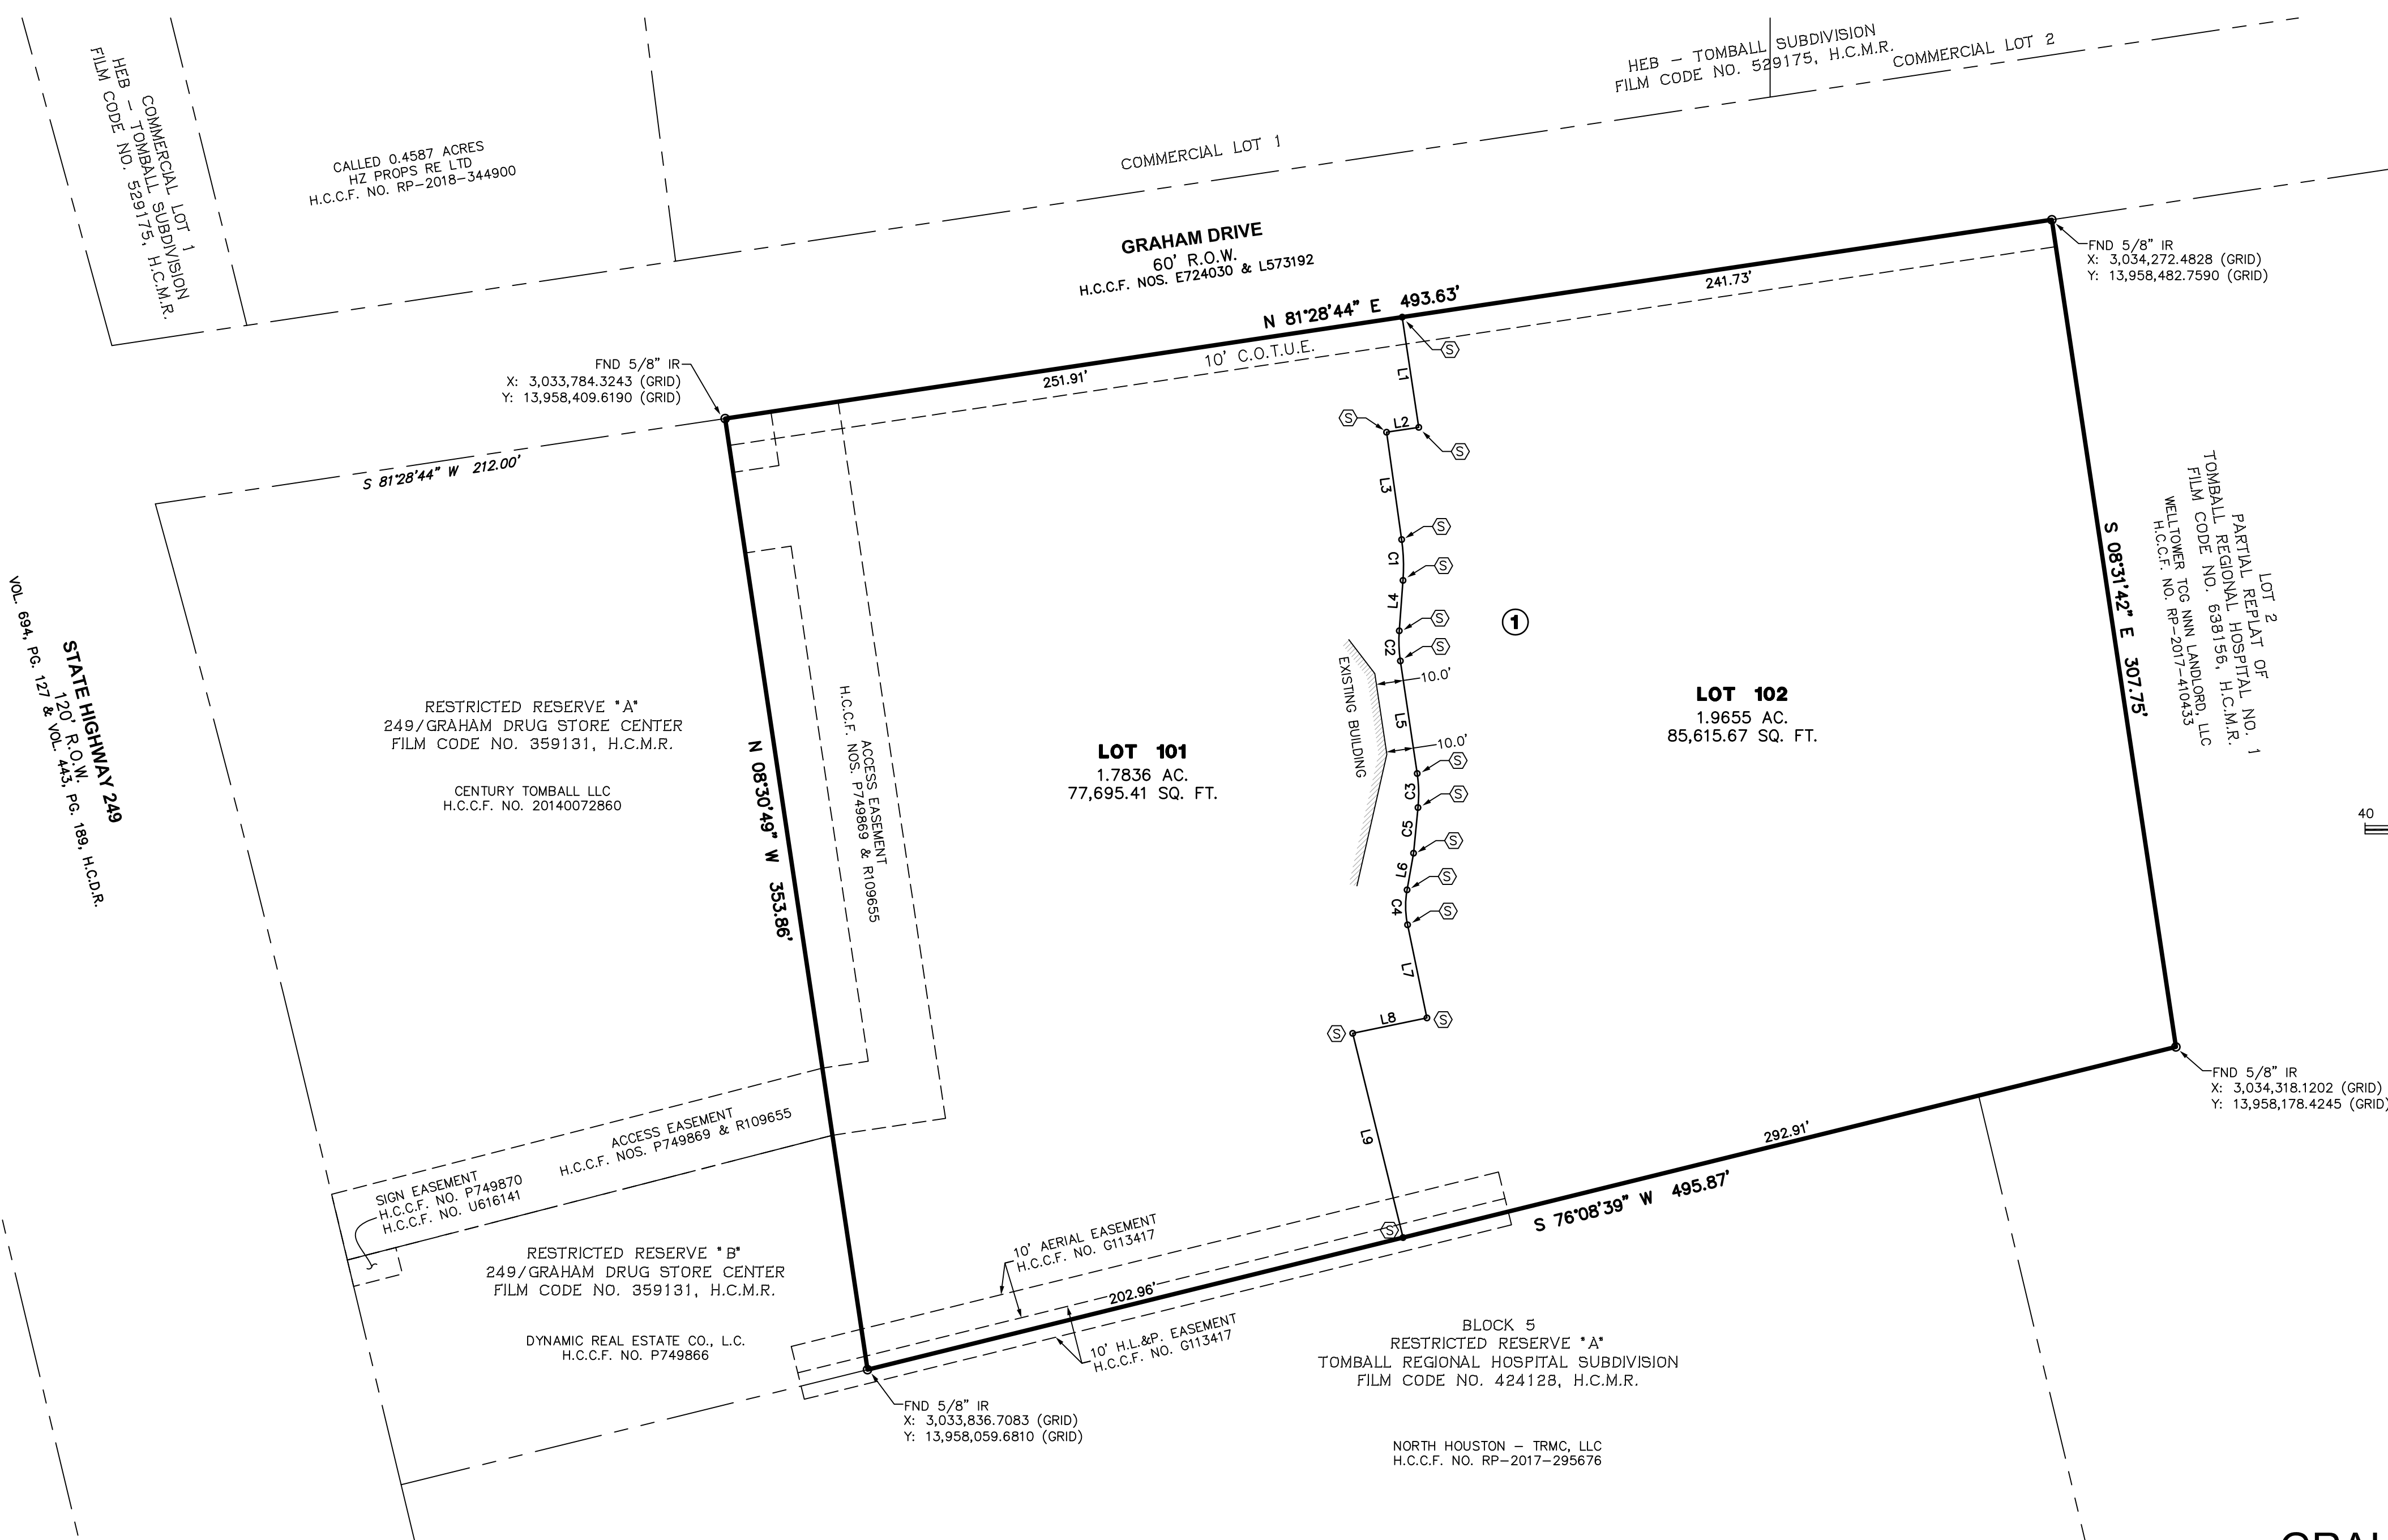 COMMERCIAL LOT 1
HEB – TOMBALL SUBDIVISION
FILM CODE NO. 529175, H.C.M.R.
CALLED 0.4587 ACRES
HZ PROPS RE LTD
H.C.C.F. NO. RP–2018–344900
COMMERCIAL LOT 1
HEB – TOMBALL SUBDIVISION
FILM CODE NO. 529175, H.C.M.R.
COMMERCIAL LOT 2
GRAHAM DRIVE
60' R.O.W.
H.C.C.F. NOS. E724030 & L573192
N 81°28'44" E 493.63'
241.73'
251.91'
10' C.O.T.U.E.
FND 5/8" IR
X: 3,034,272.4828 (GRID)
Y: 13,958,482.7590 (GRID)
FND 5/8" IR
X: 3,033,784.3243 (GRID)
Y: 13,958,409.6190 (GRID)
S 81°28'44" W 212.00'
STATE HIGHWAY 249
120' R.O.W.
VOL. 694, PG. 127 & VOL. 443, PG. 189, H.C.D.R.
RESTRICTED RESERVE "A"
249/GRAHAM DRUG STORE CENTER
FILM CODE NO. 359131, H.C.M.R.
CENTURY TOMBALL LLC
H.C.C.F. NO. 20140072860
N 08°30'49" W 353.86'
ACCESS EASEMENT
H.C.C.F. NOS. P749869 & R109655
LOT 101
1.7836 AC.
77,695.41 SQ. FT.
EXISTING BUILDING
S
L1
S
L2
S
L3
S
C1
S
L4
S
C2
S
10.0'
L5
10.0'
S
C3
S
C5
S
L6
S
C4
S
L7
S
L8
S
L9
S
1
LOT 102
1.9655 AC.
85,615.67 SQ. FT.
S 08°31'42" E 307.75'
LOT 2
PARTIAL REPLAT OF
TOMBALL REGIONAL HOSPITAL NO. 1
FILM CODE NO. 638156, H.C.M.R.
WELLTOWER TCG NNN LANDLORD, LLC
H.C.C.F. NO. RP–2017–410433
40
FND 5/8" IR
X: 3,034,318.1202 (GRID)
Y: 13,958,178.4245 (GRID)
292.91'
S 76°08'39" W 495.87'
202.96'
ACCESS EASEMENT
H.C.C.F. NOS. P749869 & R109655
SIGN EASEMENT
H.C.C.F. NO. P749870
H.C.C.F. NO. U616141
RESTRICTED RESERVE "B"
249/GRAHAM DRUG STORE CENTER
FILM CODE NO. 359131, H.C.M.R.
DYNAMIC REAL ESTATE CO., L.C.
H.C.C.F. NO. P749866
10' AERIAL EASEMENT
H.C.C.F. NO. G113417
10' H.L.&P. EASEMENT
H.C.C.F. NO. G113417
FND 5/8" IR
X: 3,033,836.7083 (GRID)
Y: 13,958,059.6810 (GRID)
BLOCK 5
RESTRICTED RESERVE "A"
TOMBALL REGIONAL HOSPITAL SUBDIVISION
FILM CODE NO. 424128, H.C.M.R.
NORTH HOUSTON – TRMC, LLC
H.C.C.F. NO. RP–2017–295676